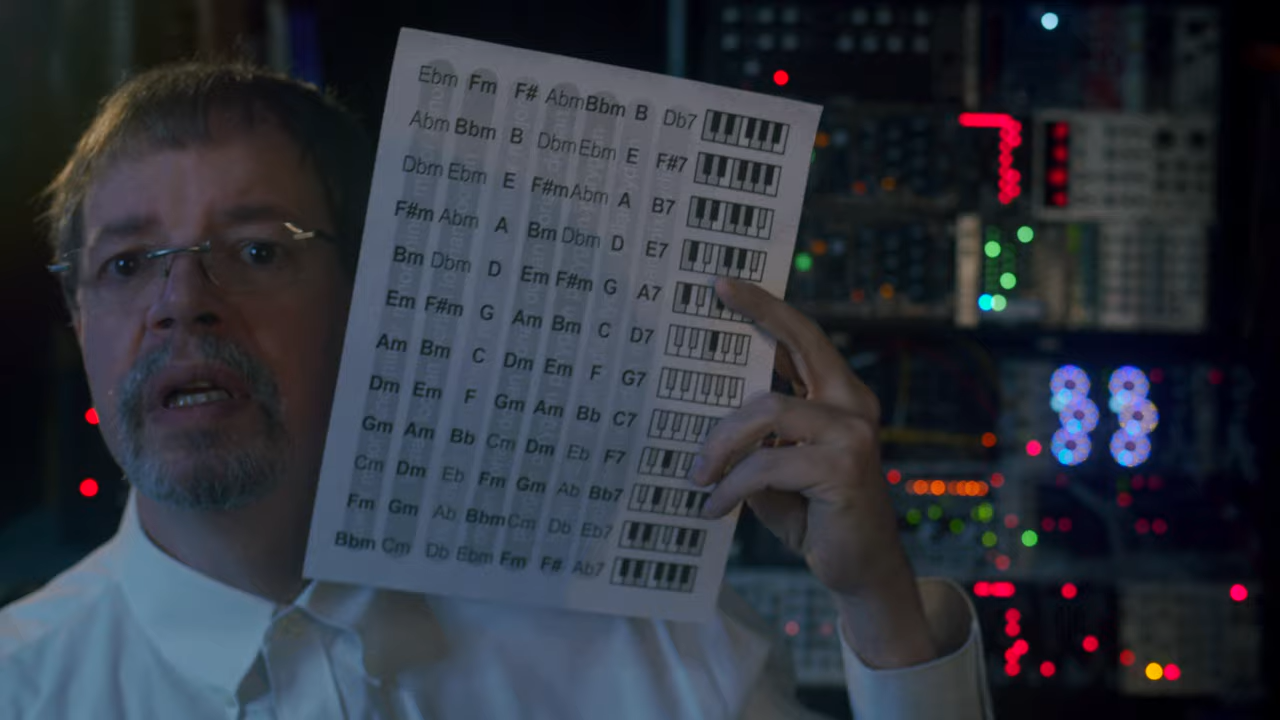 Ebm Fm F# Abm Bbm B Db7
Abm Bbm B Dbm Ebm E F#7
Dbm Ebm E F#m Abm A B7
F#m Abm A Bm Dbm D E7
Bm Dbm D Em F#m G A7
Em F#m G Am Bm C D7
Am Bm C Dm Em F G7
Dm Em F Gm Am Bb C7
Gm Am Bb Cm Dm Eb F7
Cm Dm Eb Fm Gm Ab Bb7
Fm Gm Ab Bbm Cm Db Eb7
Bbm Cm Db Ebm Fm F# Ab7